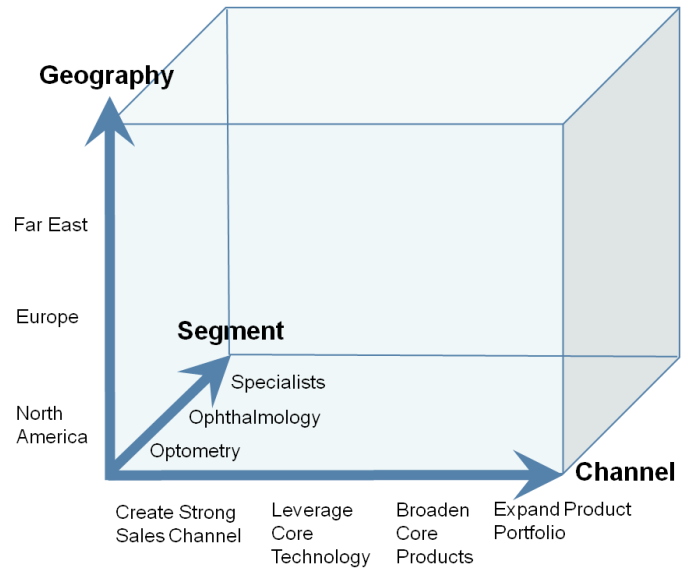 Geography
Far East
Europe
North
America
Segment
Specialists
Ophthalmology
Optometry
Channel
Create Strong
Sales Channel
Leverage
Core
Technology
Broaden
Core
Products
Expand Product
Portfolio